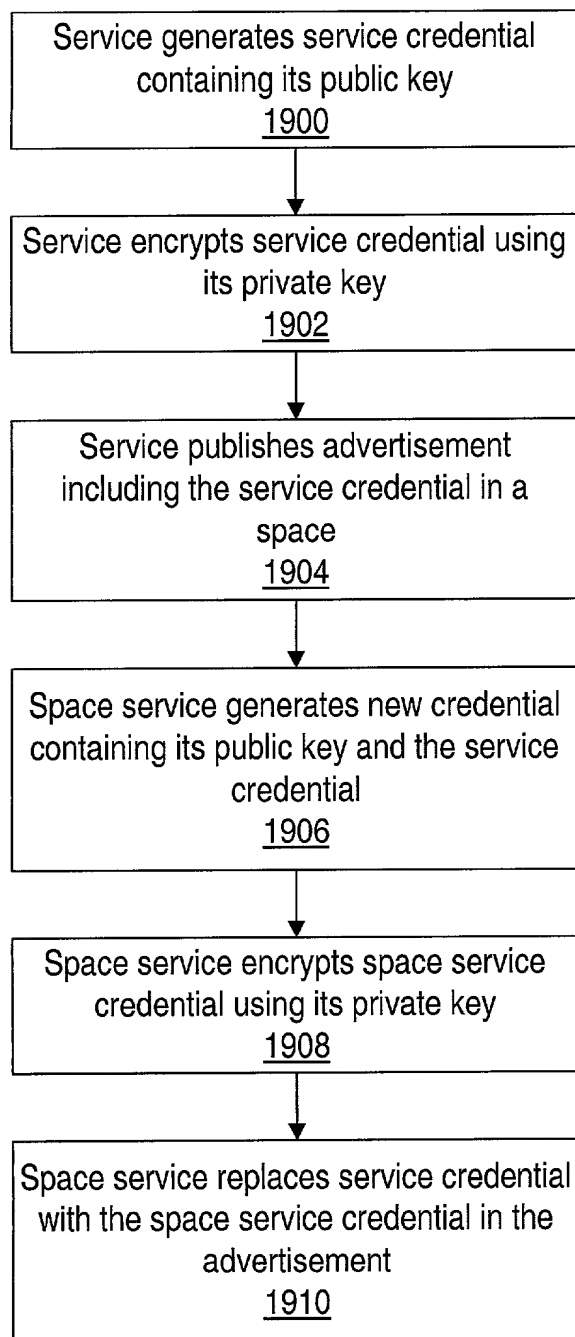 Service generates service credential
containing its public key
1900
Service encrypts service credential using
its private key
1902
Service publishes advertisement
including the service credential in a
space
1904
Space service generates new credential
containing its public key and the service
credential
1906
Space service encrypts space service
credential using its private key
1908
Space service replaces service credential
with the space service credential in the
advertisement
1910